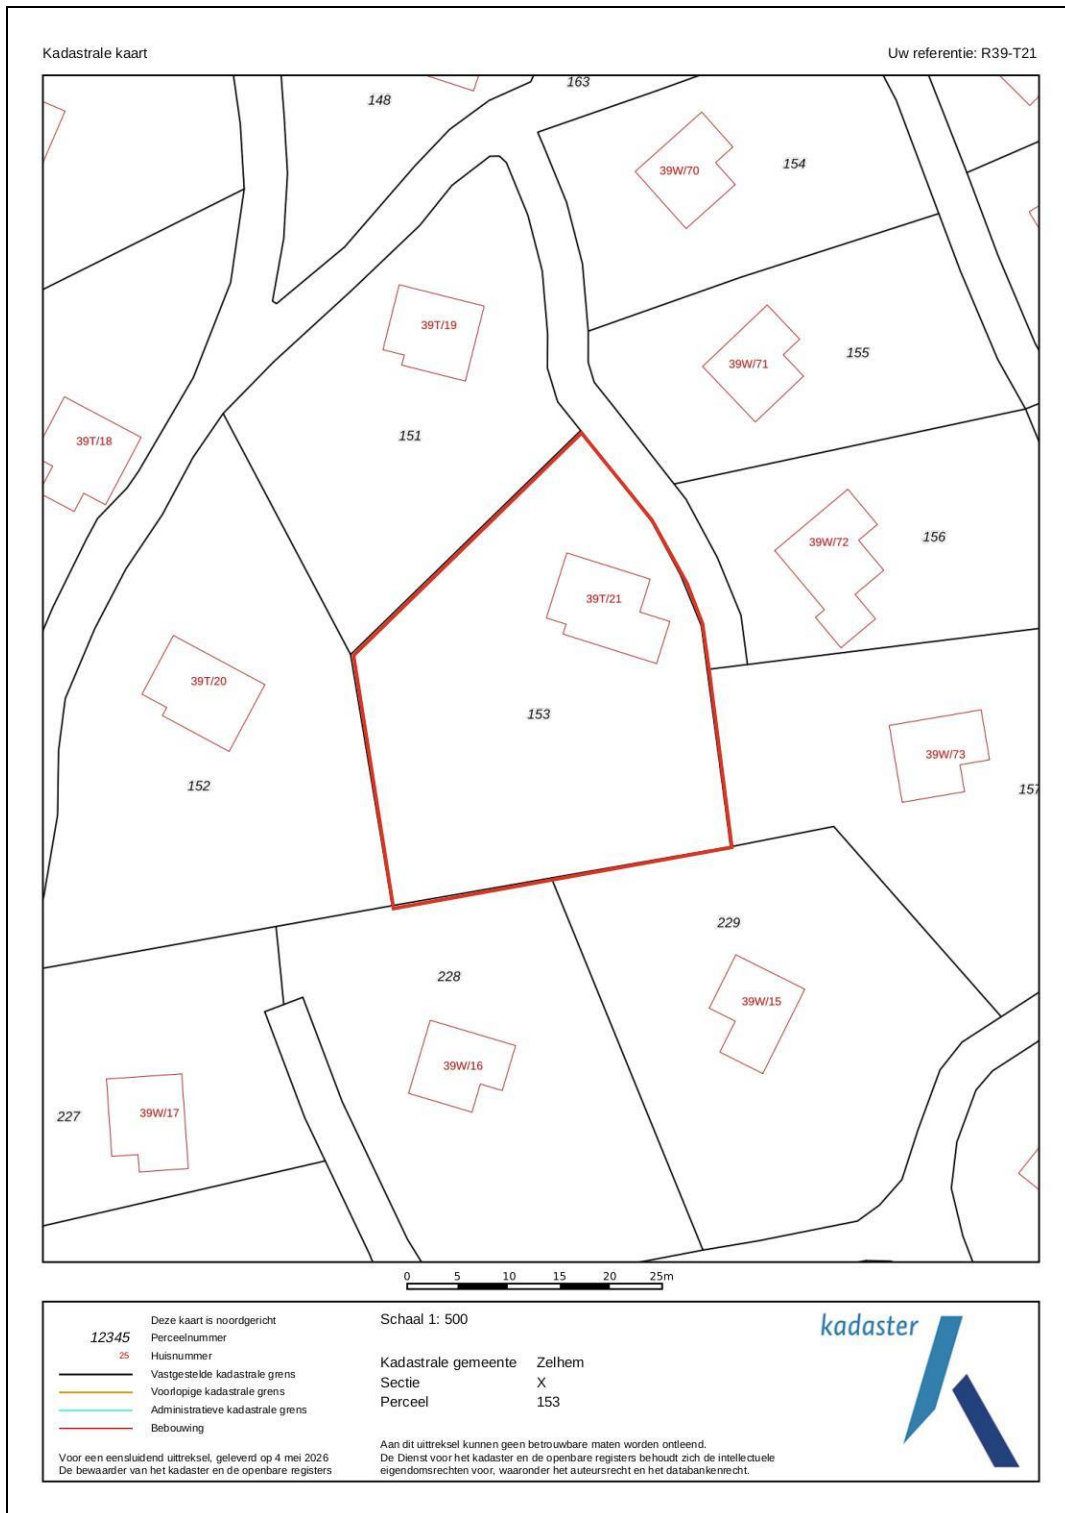 Kadastrale kaart
Uw referentie: R39-T21
163
148
39W/70
154
39T/19
39W/71
155
151
39T/18
39W/72
156
39T/21
39T/20
153
39W/73
152
157
229
228
39W/15
39W/16
39W/17
227
0 5 10 15 20 25m
Deze kaart is noordgericht
12345 Perceelnummer
25 Huisnummer
Vastgestelde kadastrale grens
Voorlopige kadastrale grens
Administratieve kadastrale grens
Bebouwing
Voor een eensluidend uittreksel, geleverd op 4 mei 2026
De bewaarder van het kadaster en de openbare registers
Schaal 1: 500
Kadastrale gemeente Zelhem
Sectie X
Perceel 153
Aan dit uittreksel kunnen geen betrouwbare maten worden ontleend.
De Dienst voor het kadaster en de openbare registers behoudt zich de intellectuele
eigendomsrechten voor, waaronder het auteursrecht en het databankenrecht.
kadaster